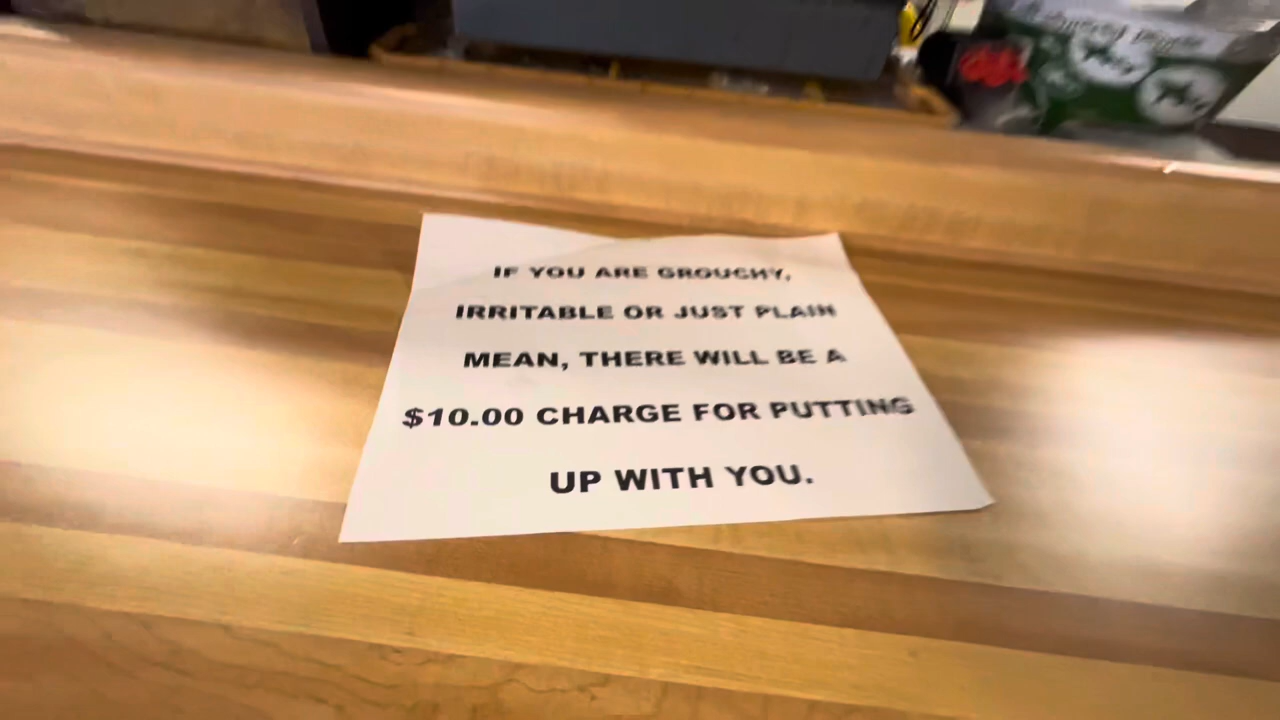 IF YOU ARE GROUCHY,
IRRITABLE OR JUST PLAIN
MEAN, THERE WILL BE A
$10.00 CHARGE FOR PUTTING
UP WITH YOU.